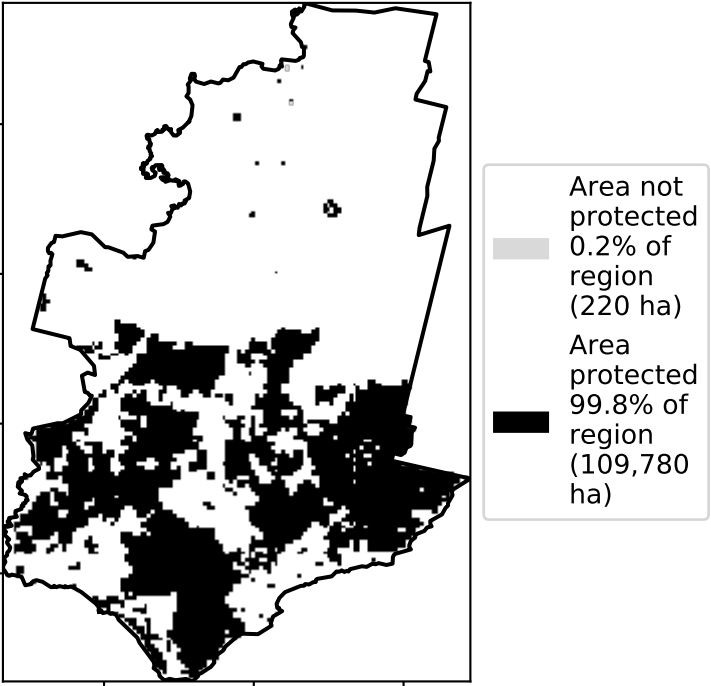 Area not
protected
0.2% of
region
(220 ha)
Area
protected
99.8% of
region
(109,780
ha)